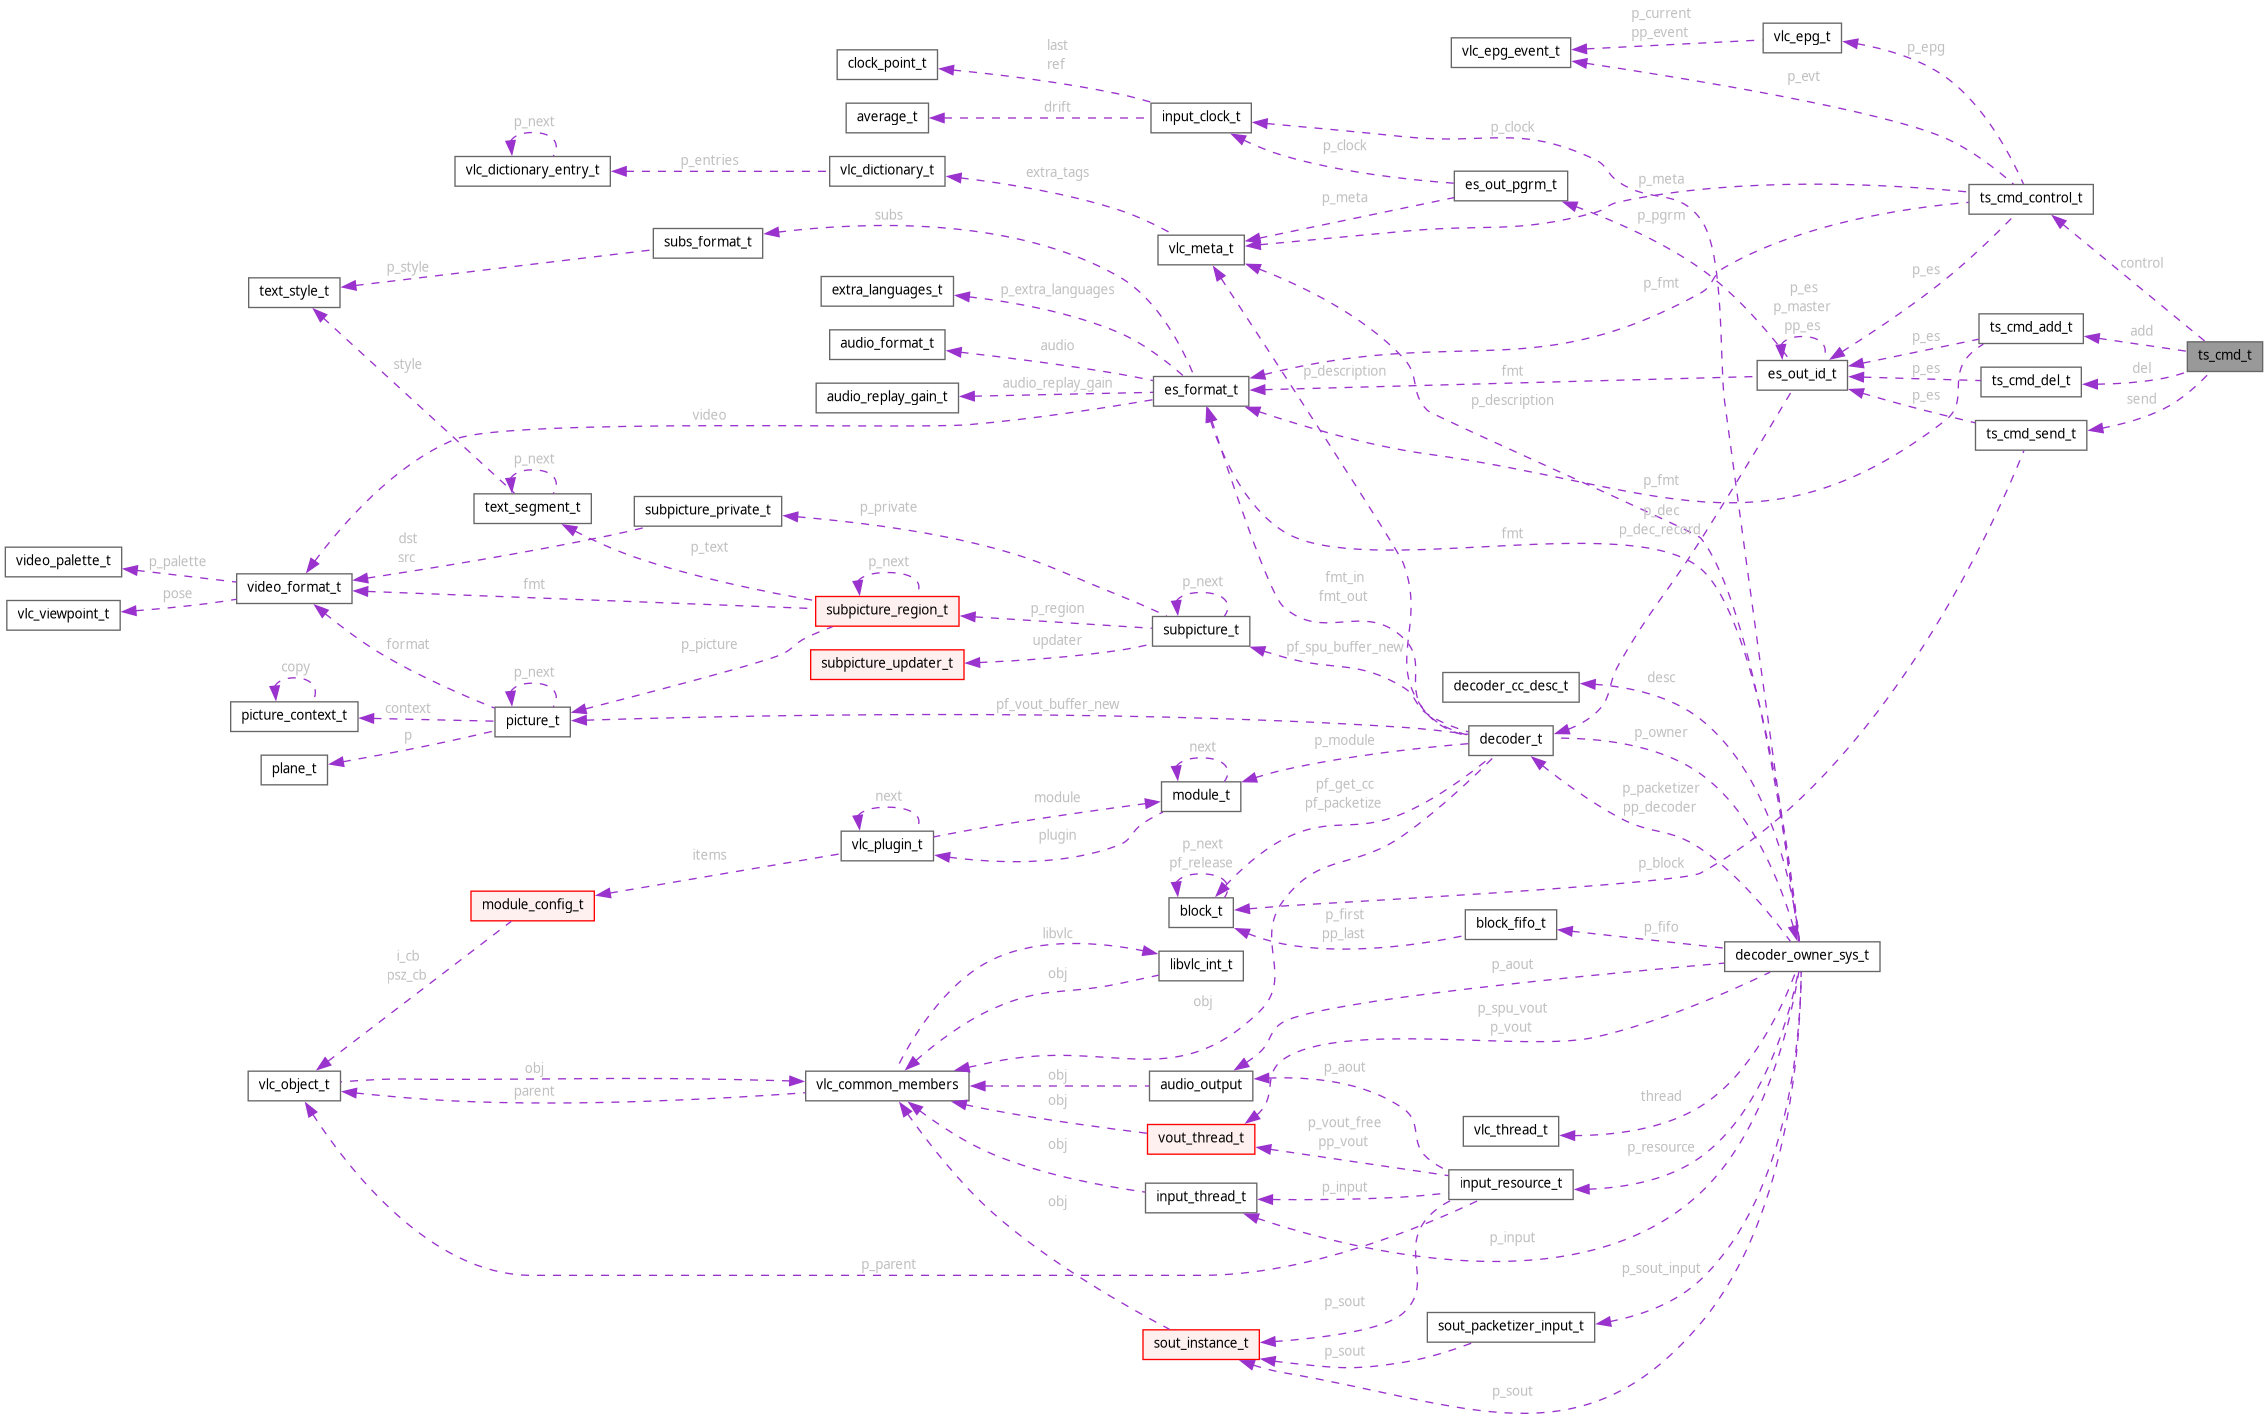 p_current
pp_event
vlc_epg_t
p_epg
vlc_epg_event_t
p_evt
clock_point_t
last
ref
average_t
drift
input_clock_t
p_clock
p_clock
p_next
vlc_dictionary_entry_t
p_entries
vlc_dictionary_t
extra_tags
es_out_pgrm_t
p_meta
p_meta
ts_cmd_control_t
p_pgrm
subs
subs_format_t
vlc_meta_t
p_style
text_style_t
extra_languages_t
p_extra_languages
p_fmt
p_es
control
p_es
p_master
pp_es
ts_cmd_add_t
add
audio_format_t
audio
ts_cmd_t
style
audio_replay_gain_t
audio_replay_gain
es_format_t
p_description
fmt
es_out_id_t
p_es
p_es
ts_cmd_del_t
del
p_es
send
p_description
video
ts_cmd_send_t
p_next
text_segment_t
subpicture_private_t
p_private
p_fmt
p_dec
p_dec_record
fmt
dst
src
p_text
video_palette_t
p_palette
video_format_t
p_next
vlc_viewpoint_t
pose
fmt
subpicture_region_t
p_region
p_next
subpicture_t
fmt_in
fmt_out
updater
subpicture_updater_t
pf_spu_buffer_new
format
p_picture
copy
picture_context_t
context
p_next
picture_t
pf_vout_buffer_new
decoder_cc_desc_t
desc
p
plane_t
decoder_t
p_owner
p_module
next
module_t
pf_get_cc
pf_packetize
p_packetizer
pp_decoder
next
vlc_plugin_t
module
plugin
items
p_next
pf_release
block_t
p_block
module_config_t
p_first
pp_last
block_fifo_t
p_fifo
decoder_owner_sys_t
i_cb
psz_cb
libvlc
obj
libvlc_int_t
obj
p_aout
p_spu_vout
p_vout
vlc_object_t
obj
parent
vlc_common_members
obj
obj
audio_output
p_aout
vout_thread_t
p_vout_free
pp_vout
vlc_thread_t
thread
obj
p_resource
input_thread_t
p_input
input_resource_t
obj
p_input
p_parent
p_sout_input
p_sout
sout_instance_t
p_sout
sout_packetizer_input_t
p_sout